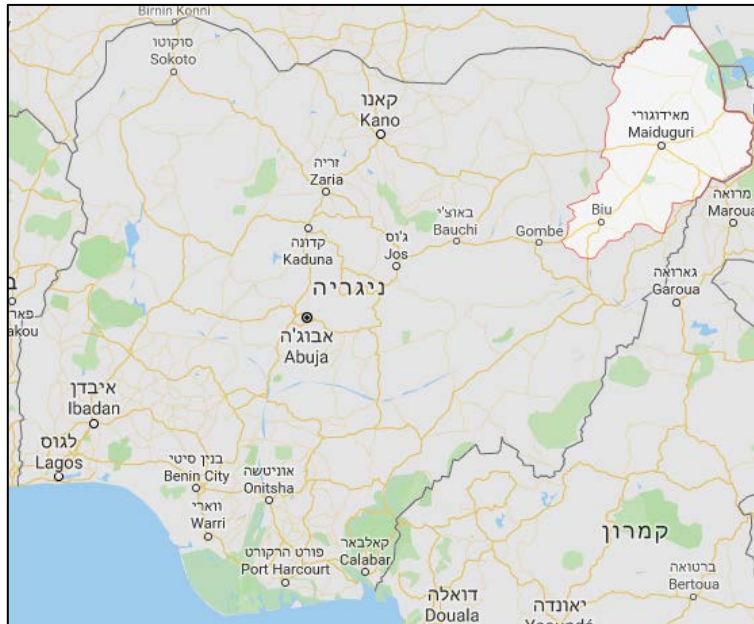 Birnin Konni
סוקוטו
Sokoto
קאנו
Kano
מאידוגורי
Maiduguri
זריה
Zaria
מרואה
Maroua
באוצ'י
Bauchi
Gombe
Biu
קדונה
Kaduna
ג'וס
Jos
ניגריה
גארואה
Garoua
אבוג'ה
Abuja
איבדן
Ibadan
לגוס
Lagos
בנין סיטי
Benin City
אוניטשה
Onitsha
ווארי
Warri
פורט הרקורט
Port Harcourt
קאלבאר
Calabar
קמרון
ברטואה
Bertoua
דואלה
Douala
יאונדה